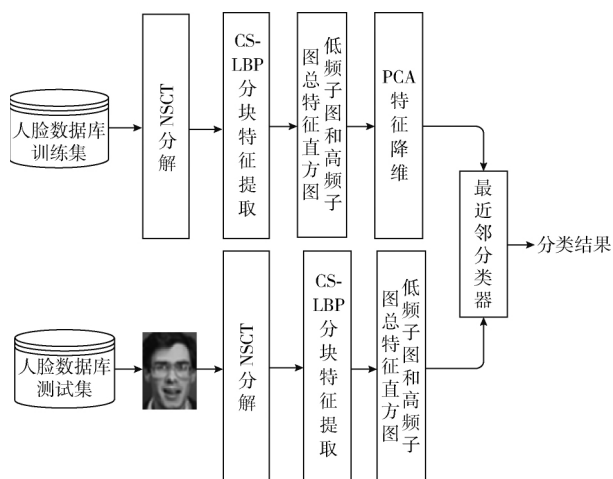 人脸数据库
训练集
NSCT
分解
CS-
LBP
分块特征提取
低频子图和高频子
图总特征直方图
PCA
特征降维
最近邻分类器
分类结果
人脸数据库
测试集
NSCT
分解
CS-
LBP
分块特征提取
低频子图和高频子
图总特征直方图